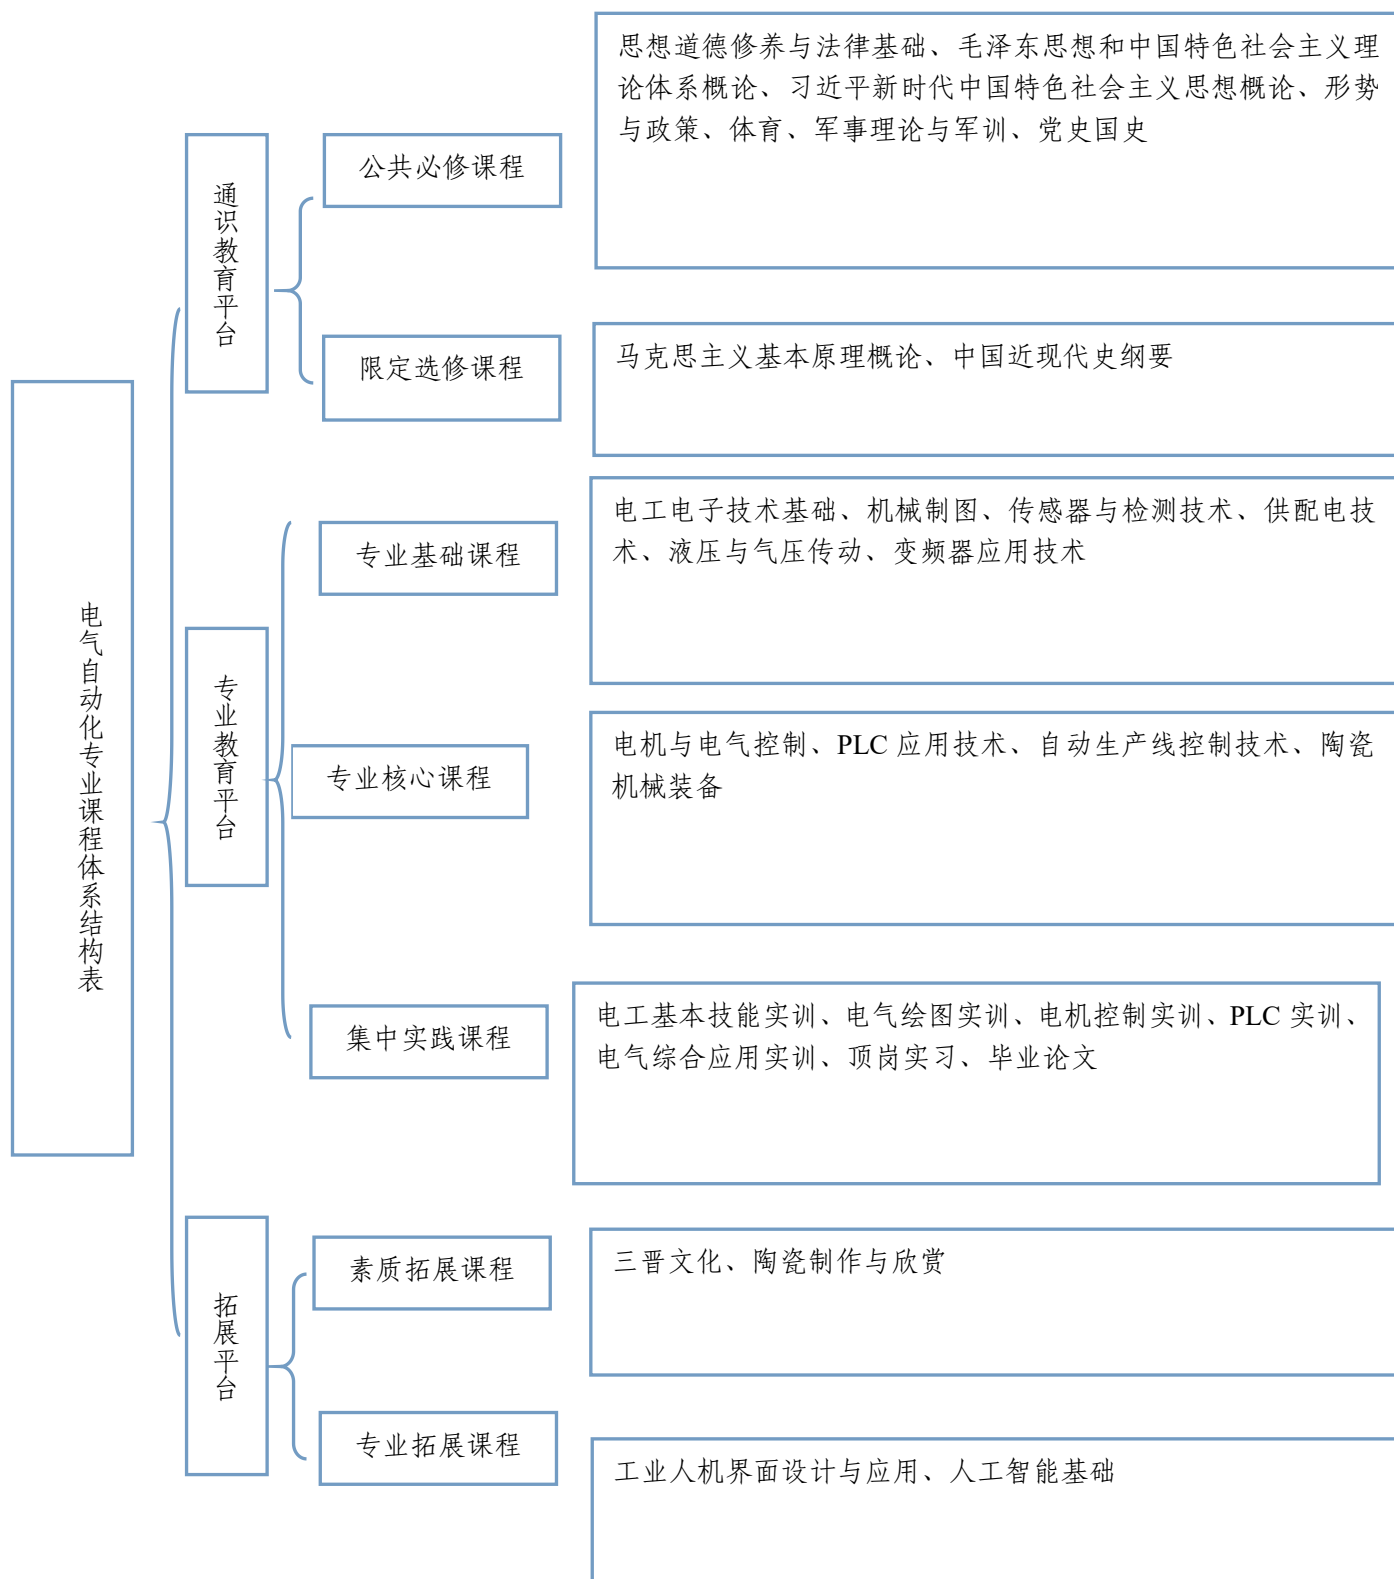 电气自动化专业课程体系结构表
通识教育平台
公共必修课程
思想道德修养与法律基础、毛泽东思想和中国特色社会主义理
论体系概论、习近平新时代中国特色社会主义思想概论、形势
与政策、体育、军事理论与军训、党史国史
限定选修课程
马克思主义基本原理概论、中国近现代史纲要
专业教育平台
专业基础课程
电工电子技术基础、机械制图、传感器与检测技术、供配电技
术、液压与气压传动、变频器应用技术
专业核心课程
电机与电气控制、PLC 应用技术、自动生产线控制技术、陶瓷
机械装备
集中实践课程
电工基本技能实训、电气绘图实训、电机控制实训、PLC 实训、
电气综合应用实训、顶岗实习、毕业论文
拓展平台
素质拓展课程
三晋文化、陶瓷制作与欣赏
专业拓展课程
工业人机界面设计与应用、人工智能基础